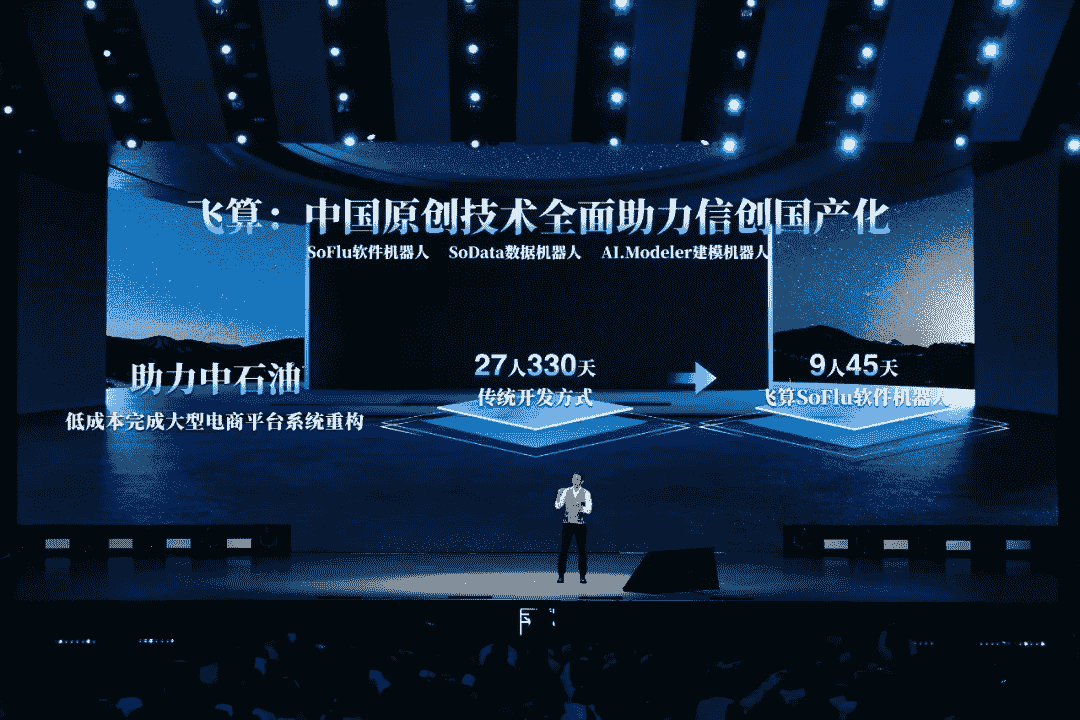 飞算：中国原创技术全面助力信创国产化
SoFlu软件机器人 SoData数据机器人 AI.Modeler建模机器人
助力中石油
低成本完成大型电商平台系统重构
27人330天
传统开发方式
9人45天
飞算SoFlu软件机器人